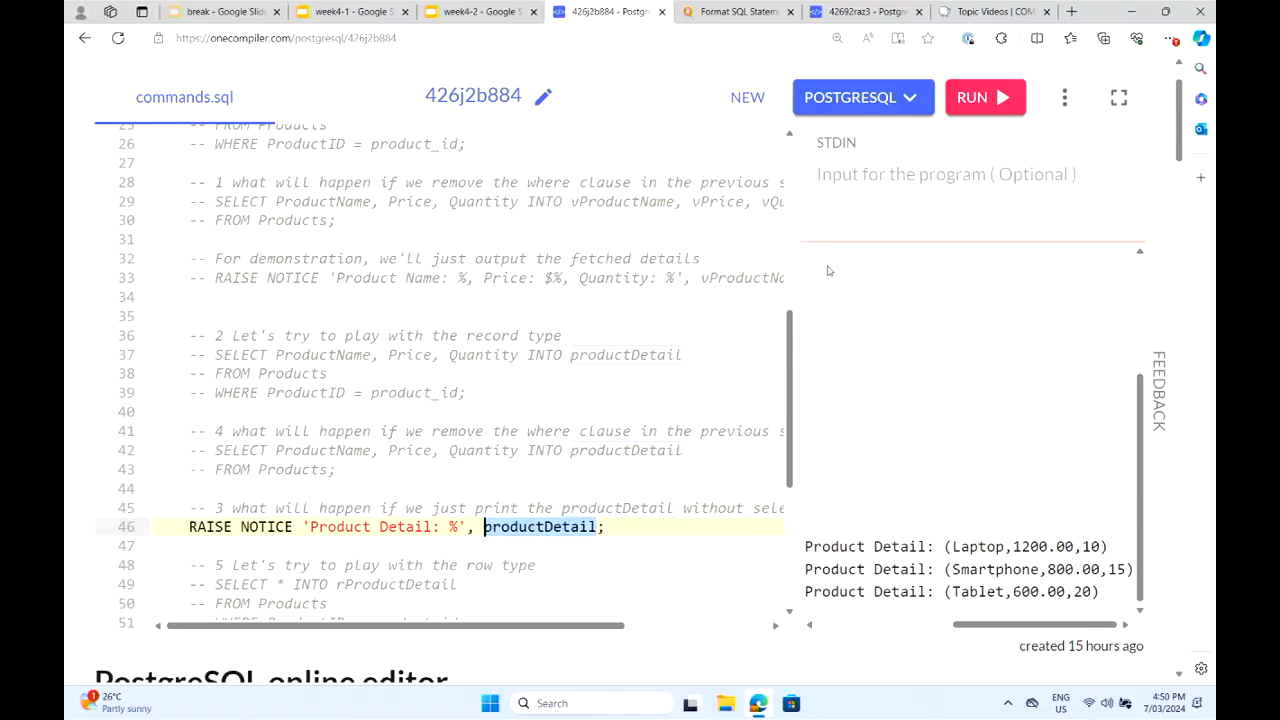 break - Google Slide
week4-1 - Google S
week4-2 - Google S
426j2b884 - Postgr
Format SQL Stateme
42692raz3 - Postgre
Topic Videos | COM
https://onecompiler.com/postgresql/426j2b884
commands.sql
426j2b884
NEW
POSTGRESQL
RUN
25 -- FROM Products
26 -- WHERE ProductID = product_id;
27
28 -- 1 what will happen if we remove the where clause in the previous s
29 -- SELECT ProductName, Price, Quantity INTO vProductName, vPrice, vQu
30 -- FROM Products;
31
32 -- For demonstration, we'll just output the fetched details
33 -- RAISE NOTICE 'Product Name: %, Price: $%, Quantity: %', vProductNa
34
35
36 -- 2 Let's try to play with the record type
37 -- SELECT ProductName, Price, Quantity INTO productDetail
38 -- FROM Products
39 -- WHERE ProductID = product_id;
40
41 -- 4 what will happen if we remove the where clause in the previous s
42 -- SELECT ProductName, Price, Quantity INTO productDetail
43 -- FROM Products;
44
45 -- 3 what will happen if we just print the productDetail without sele
46 RAISE NOTICE 'Product Detail: %', productDetail;
47
48 -- 5 Let's try to play with the row type
49 -- SELECT * INTO rProductDetail
50 -- FROM Products
51
STDIN
Input for the program ( Optional )
Product Detail: (Laptop,1200.00,10)
Product Detail: (Smartphone,800.00,15)
Product Detail: (Tablet,600.00,20)
FEEDBACK
created 15 hours ago
PostgreSQL online editor
1
26°C
Partly sunny
Search
ENG
US
4:50 PM
7/03/2024